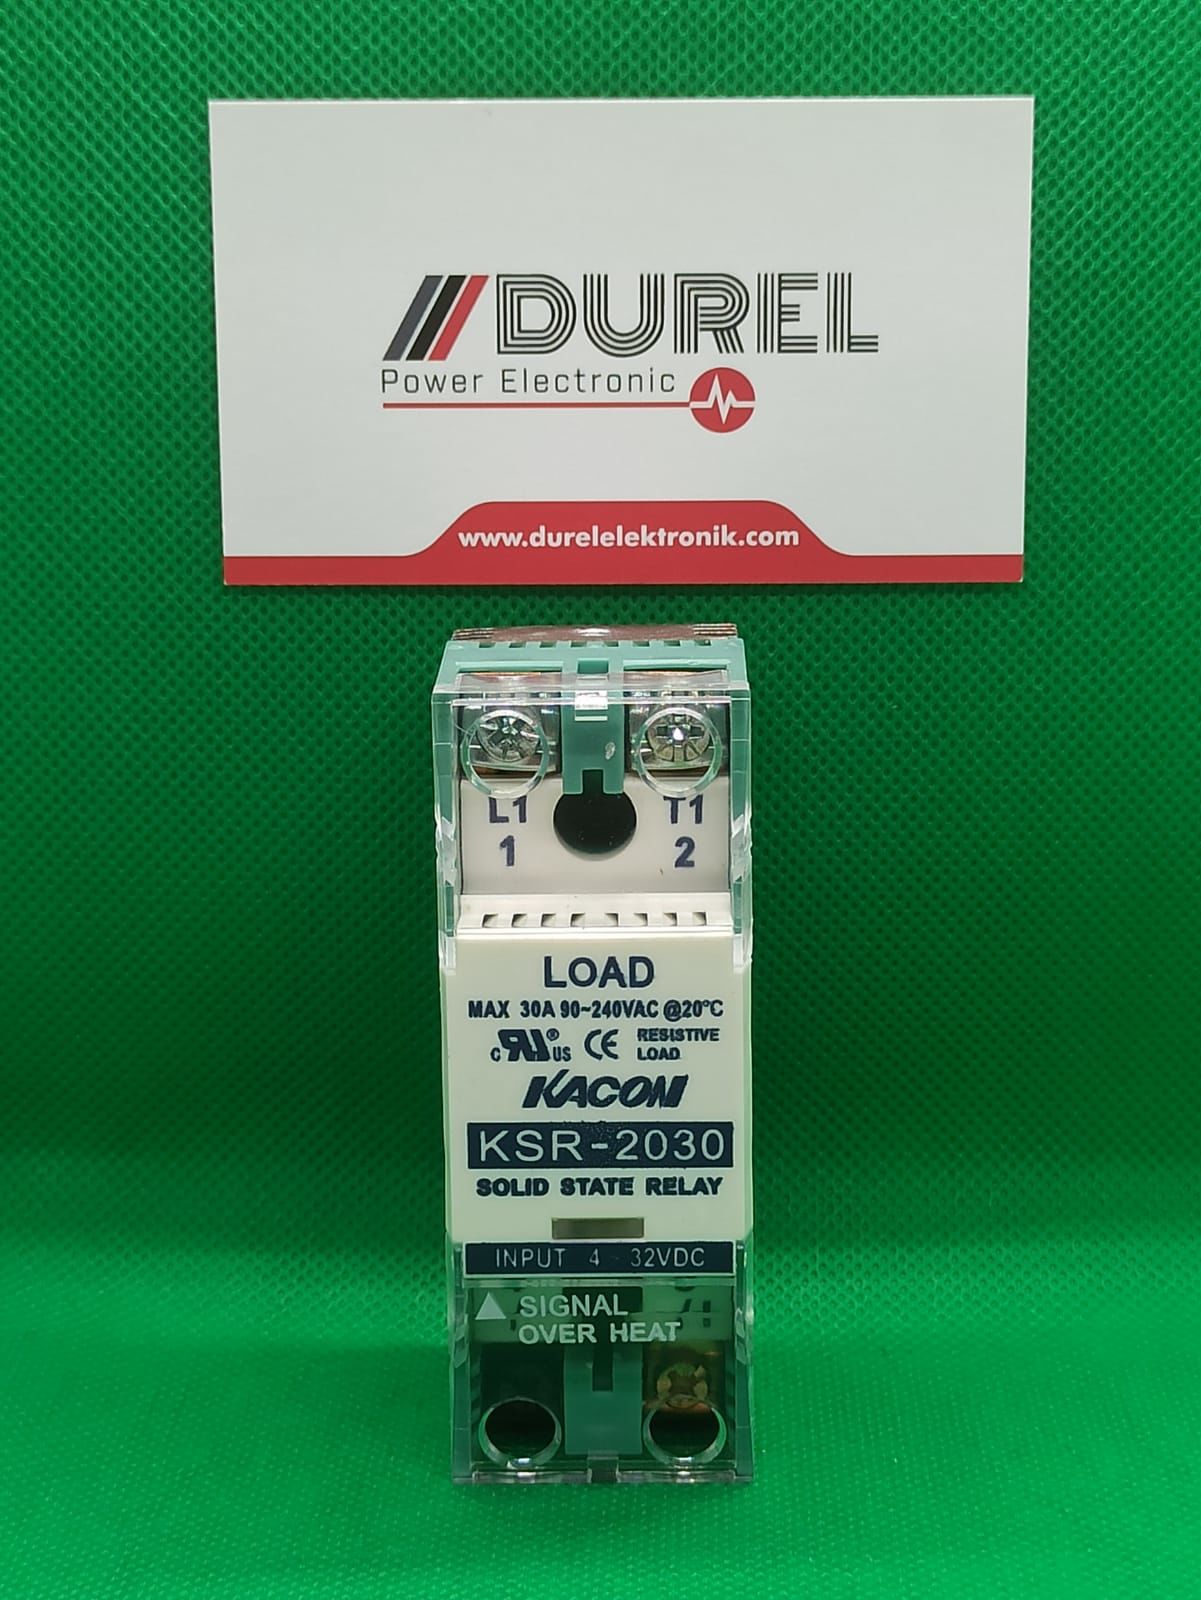 DUREL
Power Electronic
www.durelelektronik.com
L1 T1
1 2
LOAD
MAX 30A 90~240VAC @20°C
c RU® US CE RESISTIVE
LOAD
KACON
KSR-2030
SOLID STATE RELAY
INPUT 4~32VDC
SIGNAL
OVER HEAT